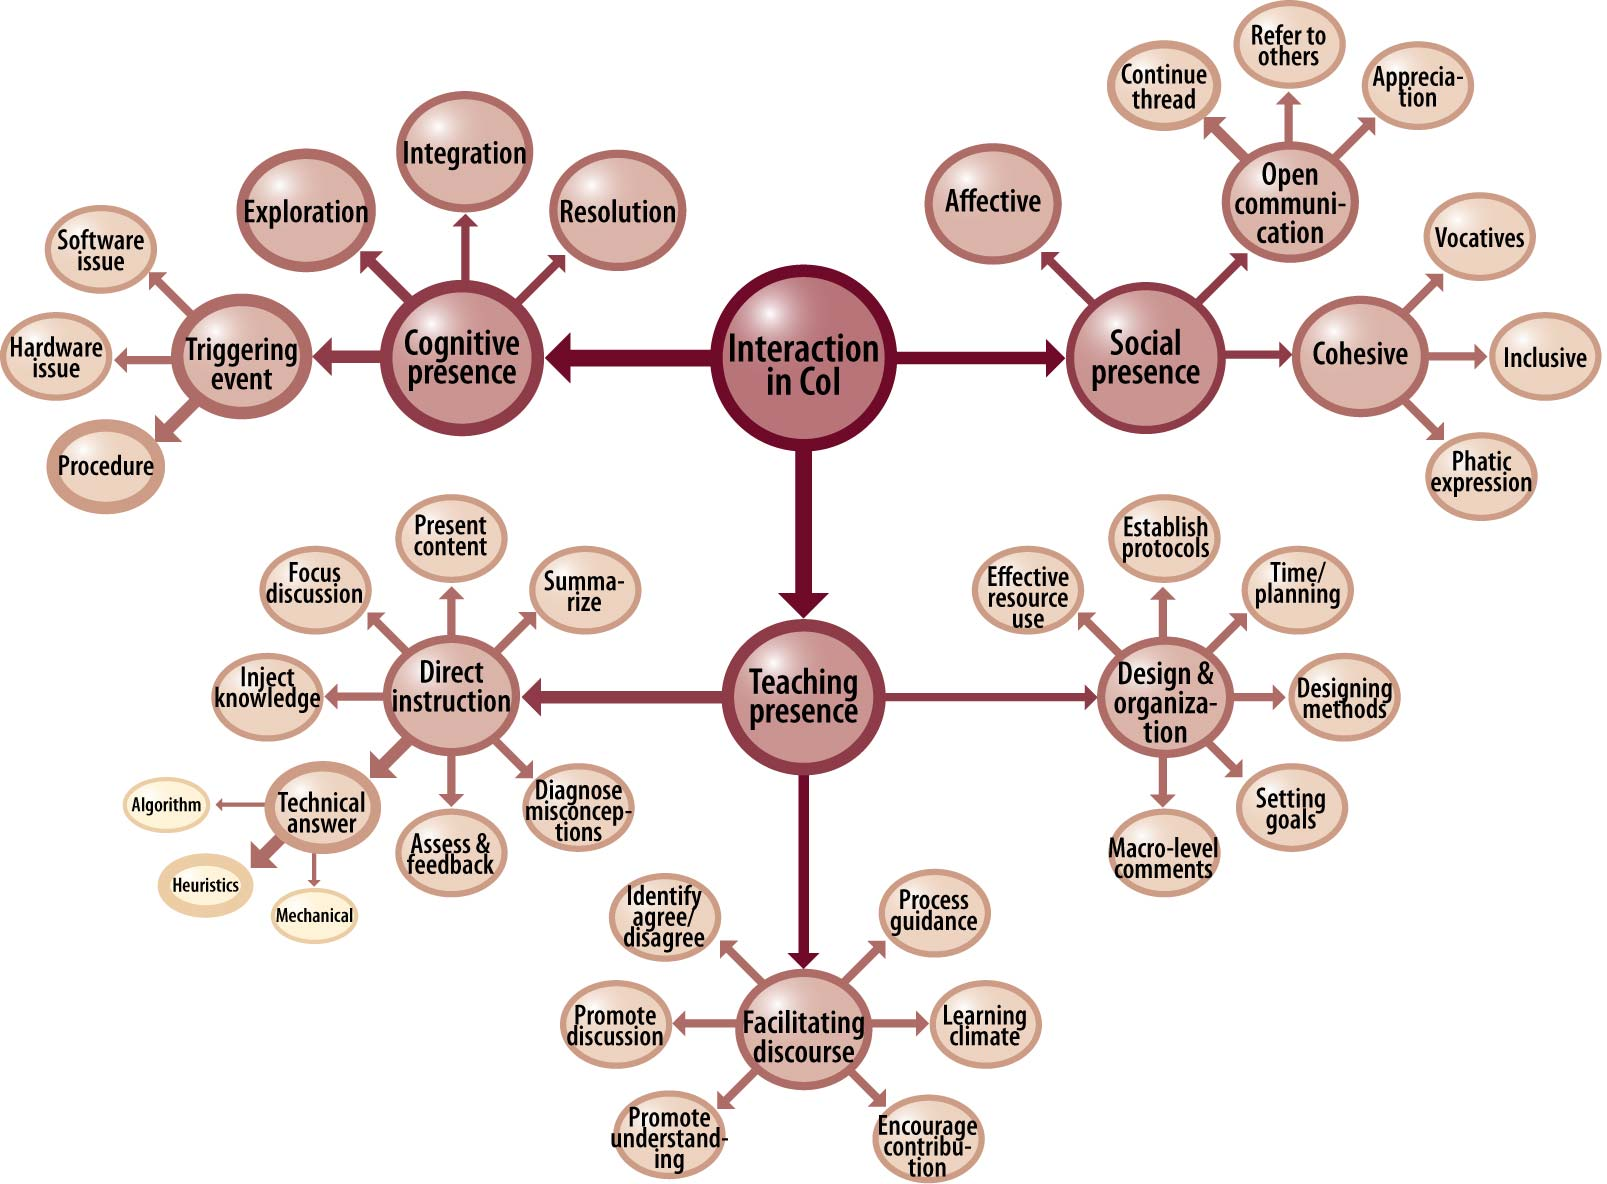 Refer to
others
Continue
thread
Apprecia-
tion
Integration
Exploration
Resolution
Affective
Open
communi-
cation
Software
issue
Vocatives
Hardware
issue
Triggering
event
Cognitive
presence
Interaction
in CoI
Social
presence
Cohesive
Inclusive
Procedure
Phatic
expression
Present
content
Focus
discussion
Summa-
rize
Inject
knowledge
Direct
instruction
Technical
answer
Algorithm
Heuristics
Mechanical
Assess &
feedback
Diagnose
misconcep-
tions
Teaching
presence
Establish
protocols
Effective
resource
use
Time/
planning
Design &
organiza-
tion
Designing
methods
Setting
goals
Macro-level
comments
Identify
agree/
disagree
Process
guidance
Promote
discussion
Facilitating
discourse
Learning
climate
Promote
understand-
ing
Encourage
contribu-
tion